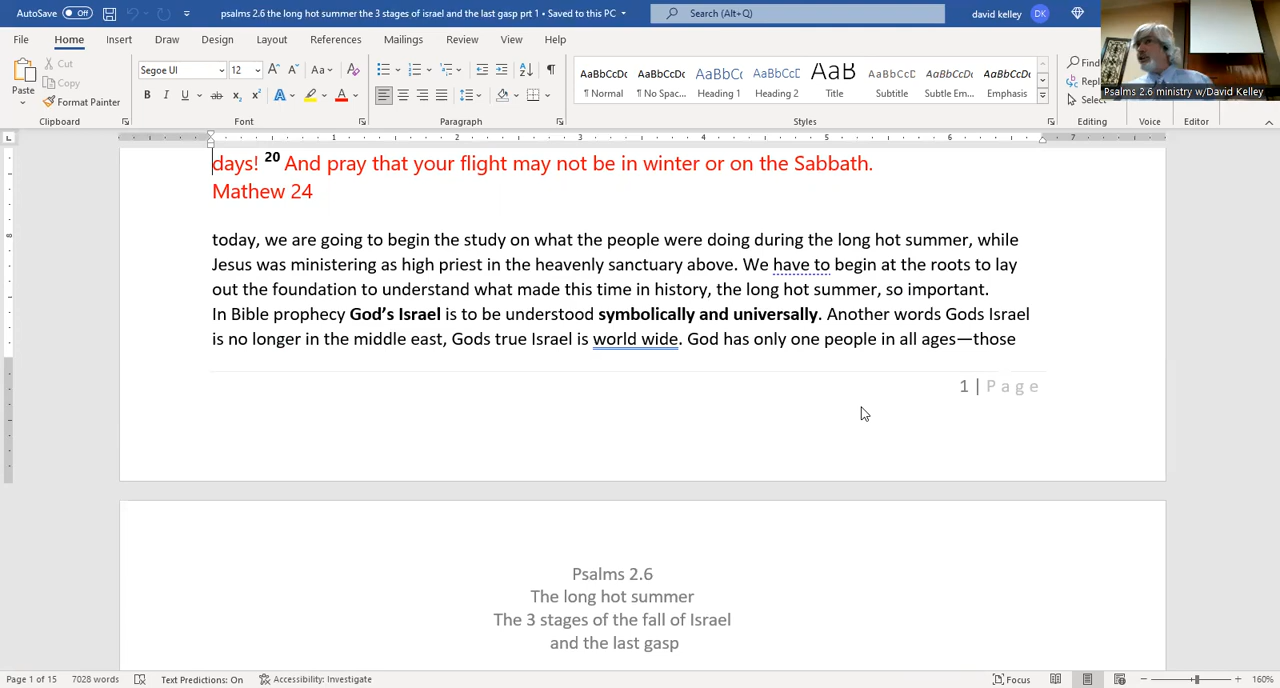 AutoSave Off psalms 2.6 the long hot summer the 3 stages of israel and the last gasp prt 1 • Saved to this PC Search (Alt+Q) david kelley DK
File Home Insert Draw Design Layout References Mailings Review View Help
Paste Cut Copy Format Painter
Segoe UI 12
AaBbCcDc AaBbCcDc AaBbCcD AaBbCcD AaB AaBbCcD AaBbCcD AaBbCcDc
¶ Normal ¶ No Spac... Heading 1 Heading 2 Title Subtitle Subtle Em... Emphasis
Psalms 2.6 ministry w/David Kelley
Clipboard Font Paragraph Styles Editing Voice Editor
days! 20 And pray that your flight may not be in winter or on the Sabbath.
Mathew 24
today, we are going to begin the study on what the people were doing during the long hot summer, while
Jesus was ministering as high priest in the heavenly sanctuary above. We have to begin at the roots to lay
out the foundation to understand what made this time in history, the long hot summer, so important.
In Bible prophecy God’s Israel is to be understood symbolically and universally. Another words Gods Israel
is no longer in the middle east, Gods true Israel is world wide. God has only one people in all ages—those
1 | Page
Psalms 2.6
The long hot summer
The 3 stages of the fall of Israel
and the last gasp
Page 1 of 15 7028 words Text Predictions: On Accessibility: Investigate Focus 160%